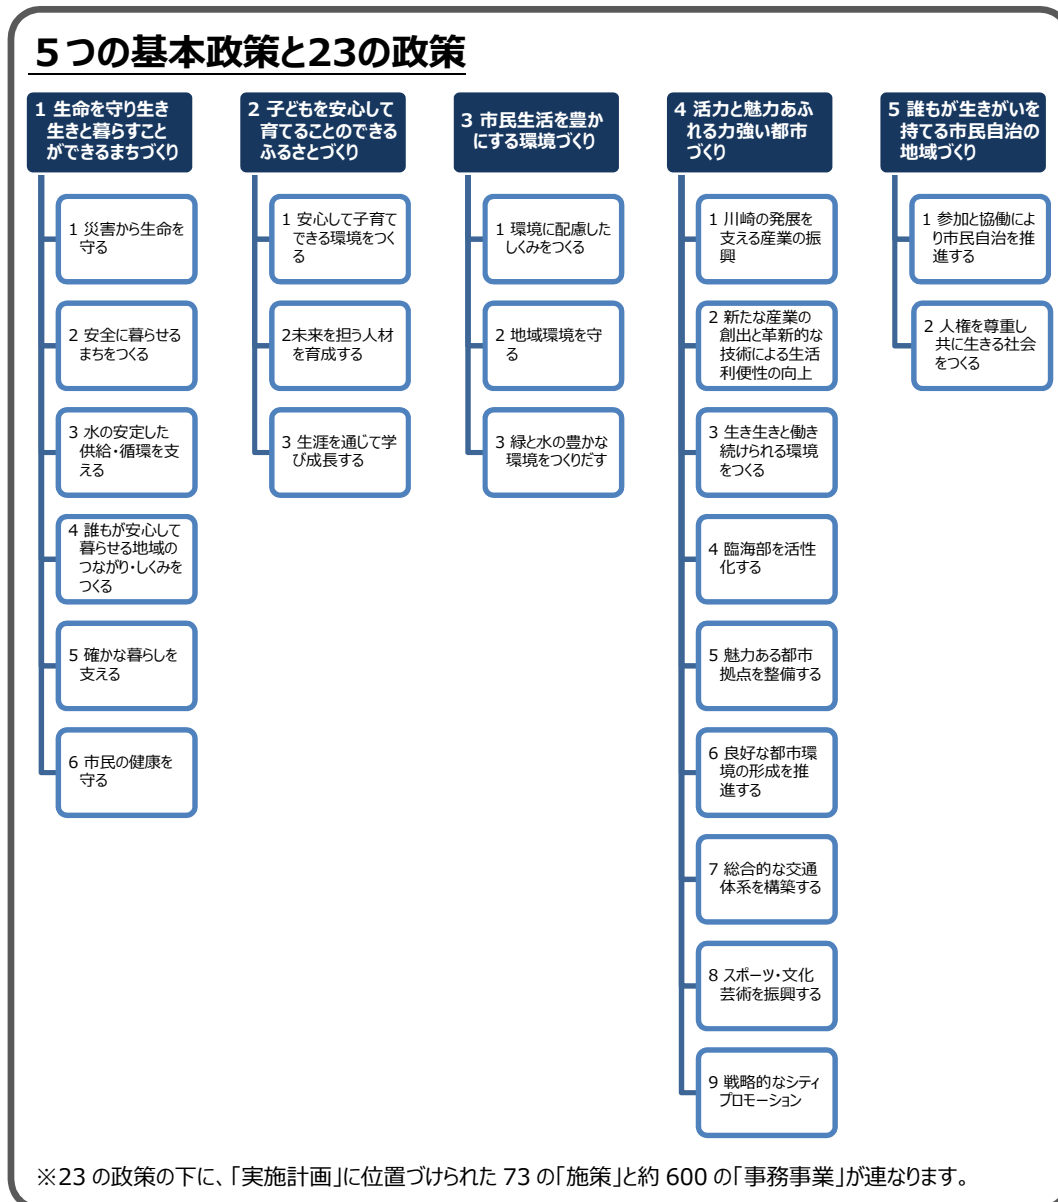 ５つの基本政策と23の政策
1 生命を守り生き
生きと暮らすこと
ができるまちづくり
1 災害から生命を
守る
2 安全に暮らせる
まちをつくる
3 水の安定した
供給・循環を支
える
4 誰もが安心して
暮らせる地域の
つながり・しくみを
つくる
5 確かな暮らしを
支える
6 市民の健康を
守る
2 子どもを安心して
育てることのできる
ふるさとづくり
1 安心して子育て
できる環境をつく
る
2未来を担う人材
を育成する
3 生涯を通じて学
び成長する
3 市民生活を豊か
にする環境づくり
1 環境に配慮した
しくみをつくる
2 地域環境を守
る
3 緑と水の豊かな
環境をつくりだす
4 活力と魅力あふ
れる力強い都市
づくり
1 川崎の発展を
支える産業の振
興
2 新たな産業の
創出と革新的な
技術による生活
利便性の向上
3 生き生きと働き
続けられる環境
をつくる
4 臨海部を活性
化する
5 魅力ある都市
拠点を整備する
6 良好な都市環
境の形成を推
進する
7 総合的な交通
体系を構築する
8 スポーツ・文化
芸術を振興する
9 戦略的なシティ
プロモーション
5 誰もが生きがいを
持てる市民自治の
地域づくり
1 参加と協働によ
り市民自治を推
進する
2 人権を尊重し
共に生きる社会
をつくる
※23 の政策の下に、「実施計画」に位置づけられた 73 の「施策」と約 600 の「事務事業」が連なります。